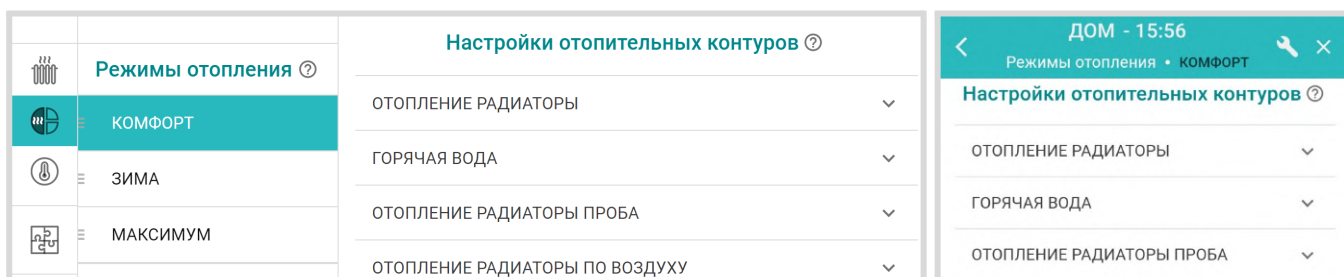 Режимы отопления
КОМФОРТ
ЗИМА
МАКСИМУМ
Настройки отопительных контуров
ОТОПЛЕНИЕ РАДИАТОРЫ
ГОРЯЧАЯ ВОДА
ОТОПЛЕНИЕ РАДИАТОРЫ ПРОБА
ОТОПЛЕНИЕ РАДИАТОРЫ ПО ВОЗДУХУ
ДОМ - 15:56
Режимы отопления • КОМФОРТ
Настройки отопительных контуров
ОТОПЛЕНИЕ РАДИАТОРЫ
ГОРЯЧАЯ ВОДА
ОТОПЛЕНИЕ РАДИАТОРЫ ПРОБА